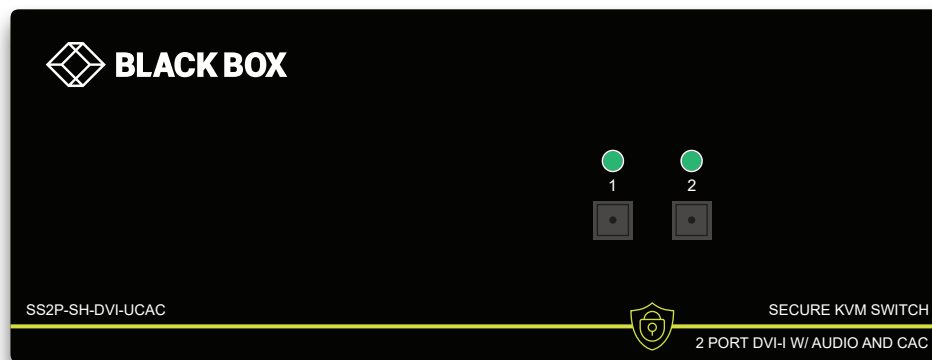 BLACK BOX
1 2
SS2P-SH-DVI-UCAC
SECURE KVM SWITCH
2 PORT DVI-I W/ AUDIO AND CAC